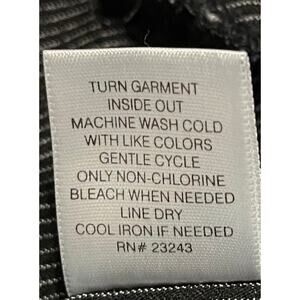 TURN GARMENT
INSIDE OUT
MACHINE WASH COLD
WITH LIKE COLORS
GENTLE CYCLE
ONLY NON-CHLORINE
BLEACH WHEN NEEDED
LINE DRY
COOL IRON IF NEEDED
RN# 23243